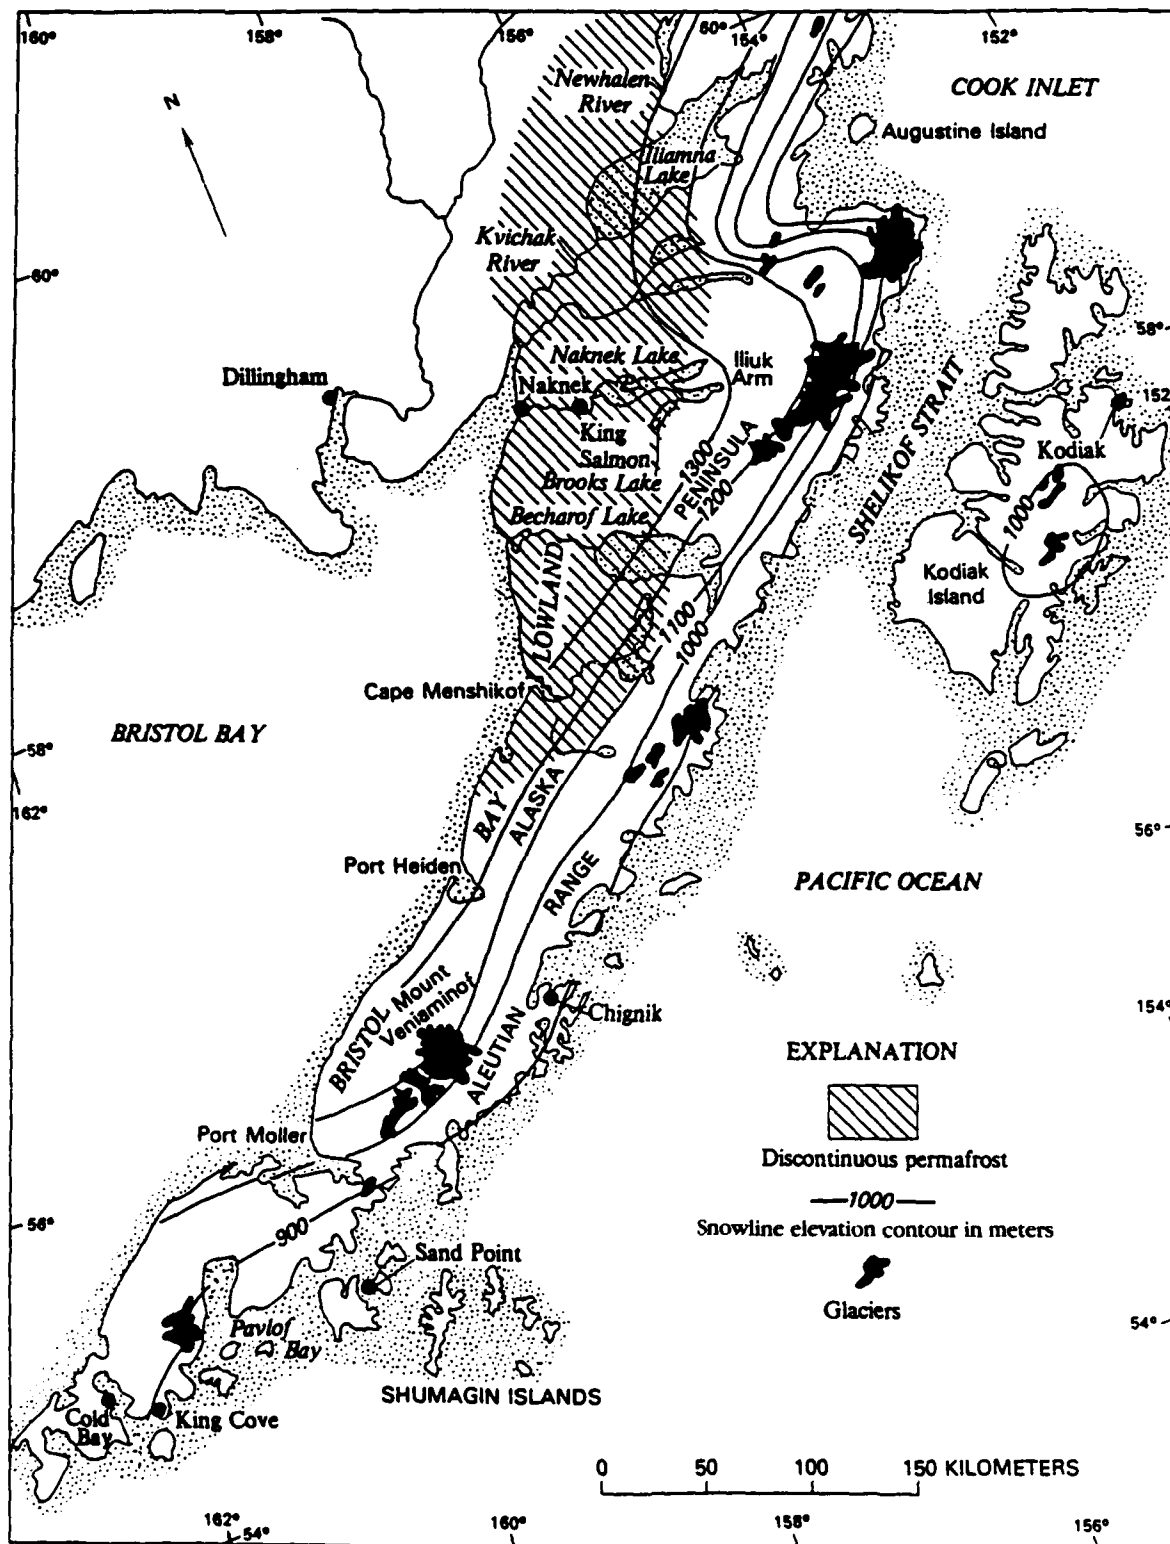 160°
158°
156°
60°
154°
152°
N
Newhalen
River
COOK INLET
Augustine Island
Iliamna
Lake
Kvichak
River
60°
58°
Dillingham
Naknek Lake
Naknek
Iliuk
Arm
152°
King
Salmon
Brooks Lake
SHELIKOF STRAIT
Kodiak
1300
PENINSULA
1200
1000
Becharof Lake
Kodiak
Island
LOWLAND
1100
1000
Cape Menshikof
BRISTOL BAY
58°
162°
BAY
ALASKA
56°
Port Heiden
RANGE
PACIFIC OCEAN
BRISTOL
Mount
Veniaminof
Chignik
154°
ALEUTIAN
EXPLANATION
Port Moller
Discontinuous permafrost
1000
Snowline elevation contour in meters
56°
900
Sand Point
Glaciers
54°
Pavlof
Bay
SHUMAGIN ISLANDS
Cold
Bay
King Cove
0 50 100 150 KILOMETERS
162°
54°
160°
158°
156°